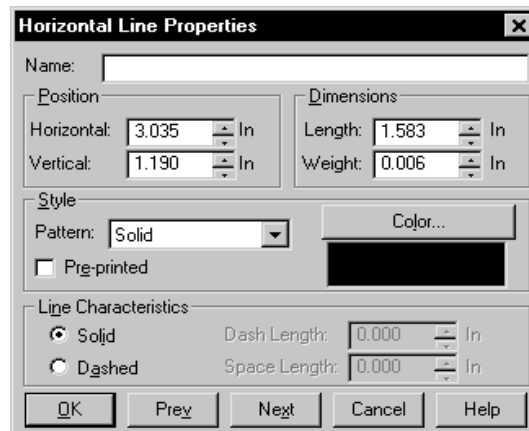 Horizontal Line Properties
Name:
Position
Horizontal: 3.035 In
Vertical: 1.190 In
Dimensions
Length: 1.583 In
Weight: 0.006 In
Style
Pattern: Solid
Color...
Pre-printed
Line Characteristics
Solid
Dashed
Dash Length: 0.000 In
Space Length: 0.000 In
OK Prev Next Cancel Help